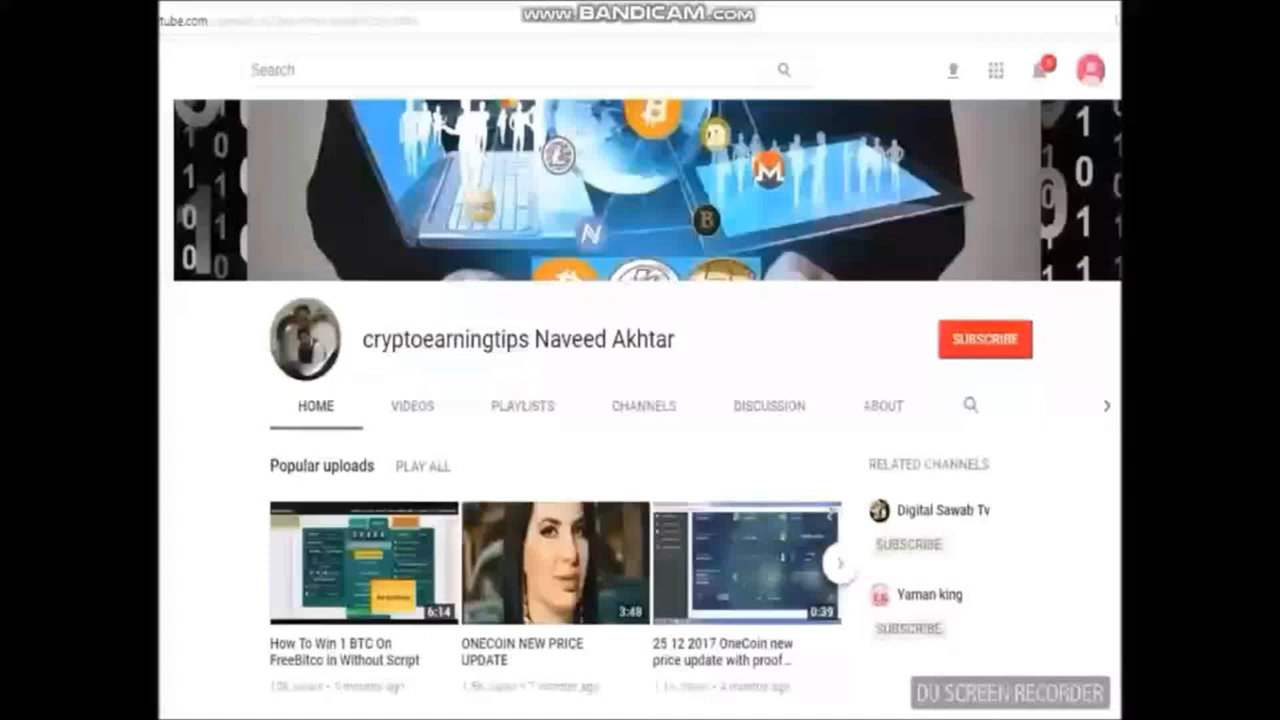 www.BANDICAM.com
tube.com
Search
cryptoearningtips Naveed Akhtar
SUBSCRIBE
HOME VIDEOS PLAYLISTS CHANNELS DISCUSSION ABOUT
Popular uploads PLAY ALL
6:14
3:48
0:39
How To Win 1 BTC On
FreeBitco in Without Script
ONECOIN NEW PRICE
UPDATE
25 12 2017 OneCoin new
price update with proof...
RELATED CHANNELS
Digital Sawab Tv
SUBSCRIBE
Yaman king
SUBSCRIBE
DU SCREEN RECORDER